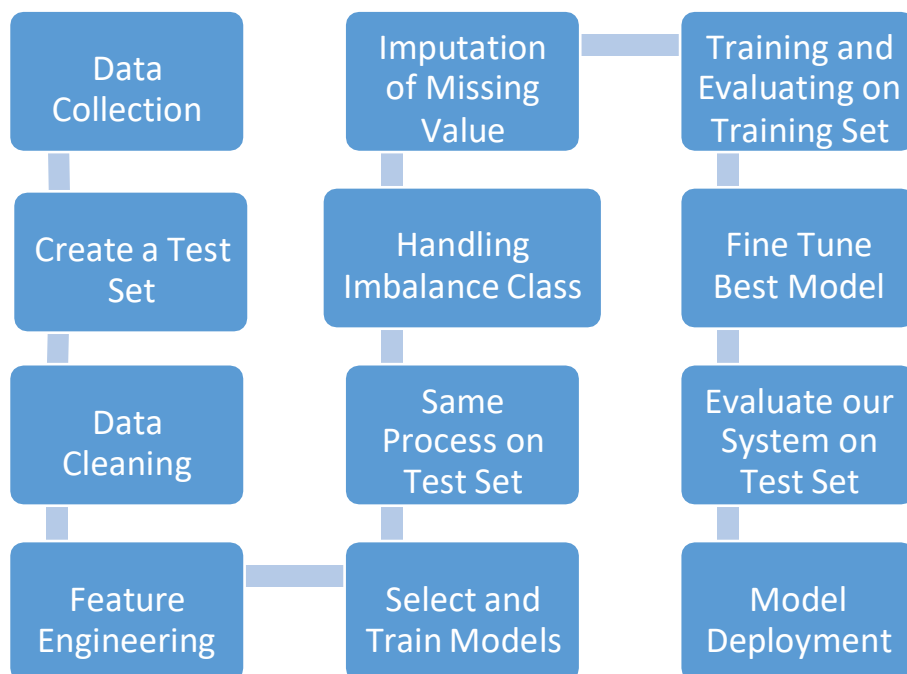 Data
Collection
Create a Test
Set
Data
Cleaning
Feature
Engineering
Select and
Train Models
Same
Process on
Test Set
Handling
Imbalance Class
Imputation
of Missing
Value
Training and
Evaluating on
Training Set
Fine Tune
Best Model
Evaluate our
System on
Test Set
Model
Deployment